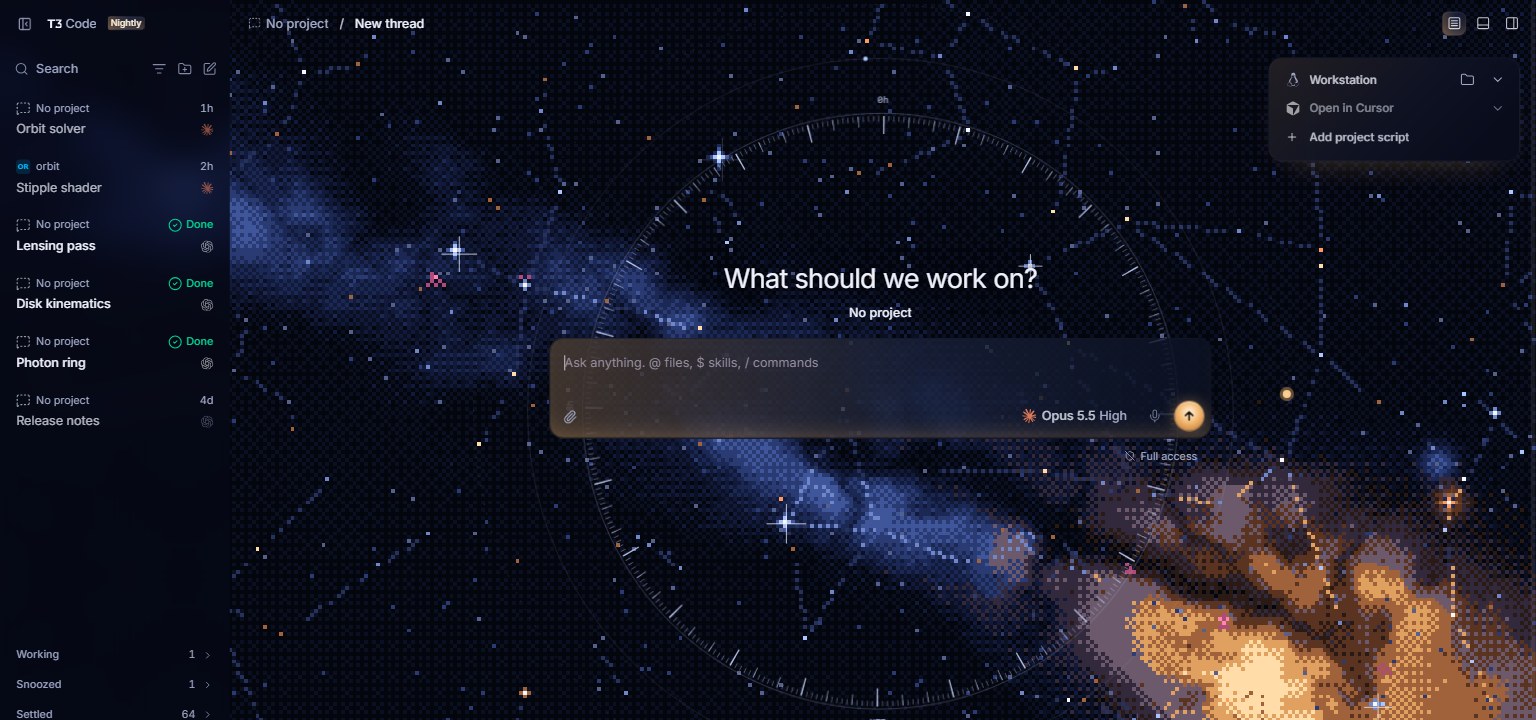 T3 Code Nightly
No project / New thread
Search
No project 1h
Orbit solver
OR orbit 2h
Stipple shader
No project Done
Lensing pass
No project Done
Disk kinematics
No project Done
Photon ring
No project 4d
Release notes
Working 1
Snoozed 1
Settled 64
Workstation
Open in Cursor
Add project script
0h
What should we work on?
No project
Ask anything. @ files, $ skills, / commands
Opus 5.5 High
Full access